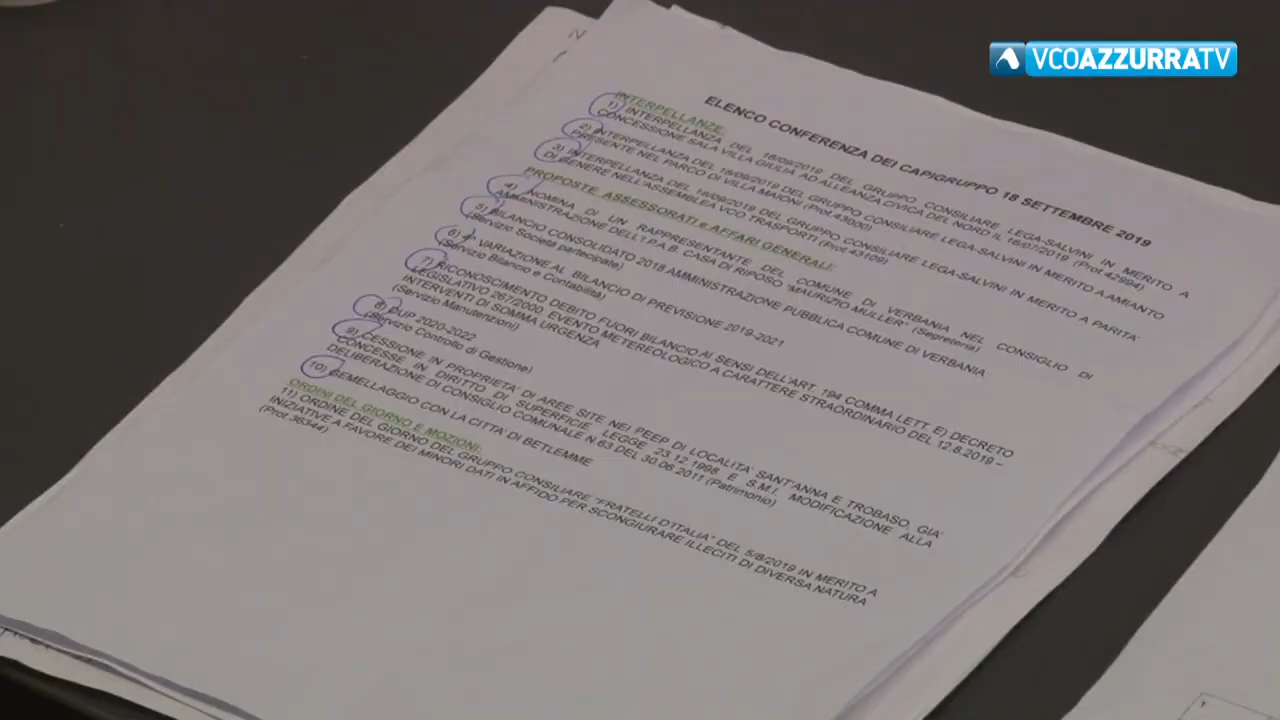 VCOAZZURRATV
ELENCO CONFERENZA DEI CAPIGRUPPO 18 SETTEMBRE 2019
INTERPELLANZE:
1) INTERPELLANZA DEL 16/09/2019 DEL GRUPPO CONSILIARE LEGA-SALVINI IN MERITO A
CONCESSIONE SALA VILLA GIULIA AD ALLEANZA CIVICA DEL NORD IL 16/07/2019 (Prot.42994)
2) INTERPELLANZA DEL 16/09/2019 DEL GRUPPO CONSILIARE LEGA-SALVINI IN MERITO A AMIANTO
PRESENTE NEL PARCO DI VILLA MAIONI (Prot.43000)
3) INTERPELLANZA DEL 16/09/2019 DEL GRUPPO CONSILIARE LEGA-SALVINI IN MERITO A PARITA'
DI GENERE NELL'ASSEMBLEA VCO TRASPORTI (Prot.43109)
PROPOSTE ASSESSORATI e AFFARI GENERALI:
4) NOMINA DI UN RAPPRESENTANTE DEL COMUNE DI VERBANIA NEL CONSIGLIO DI
AMMINISTRAZIONE DELL'I.P.A.B. CASA DI RIPOSO "MAURIZIO MULLER" (Segreteria)
5) BILANCIO CONSOLIDATO 2018 AMMINISTRAZIONE PUBBLICA COMUNE DI VERBANIA
(Servizio Società partecipate)
6) 4^ VARIAZIONE AL BILANCIO DI PREVISIONE 2019-2021
(Servizio Bilancio e Contabilità)
7) RICONOSCIMENTO DEBITO FUORI BILANCIO AI SENSI DELL'ART. 194 COMMA LETT. E) DECRETO
LEGISLATIVO 267/2000. EVENTO METEREOLOGICO A CARATTERE STRAORDINARIO DEL 12.8.2019 –
INTERVENTI DI SOMMA URGENZA
(Servizio Manutenzioni)
8) DUP 2020-2022
(Servizio Controllo di Gestione)
9) CESSIONE IN PROPRIETA' DI AREE SITE NEI PEEP DI LOCALITA' SANT'ANNA E TROBASO, GIA'
CONCESSE IN DIRITTO DI SUPERFICIE, LEGGE 23.12.1998 E S.M.I. MODIFICAZIONE ALLA
DELIBERAZIONE DI CONSIGLIO COMUNALE N 63 DEL 30.06.2011 (Patrimonio)
10) GEMELLAGGIO CON LA CITTA' DI BETLEMME
ORDINI DEL GIORNO E MOZIONI:
11) ORDINE DEL GIORNO DEL GRUPPO CONSILIARE "FRATELLI D'ITALIA" DEL 5/8/2019 IN MERITO A
INIZIATIVE A FAVORE DEI MINORI DATI IN AFFIDO PER SCONGIURARE ILLECITI DI DIVERSA NATURA
(Prot.36344)